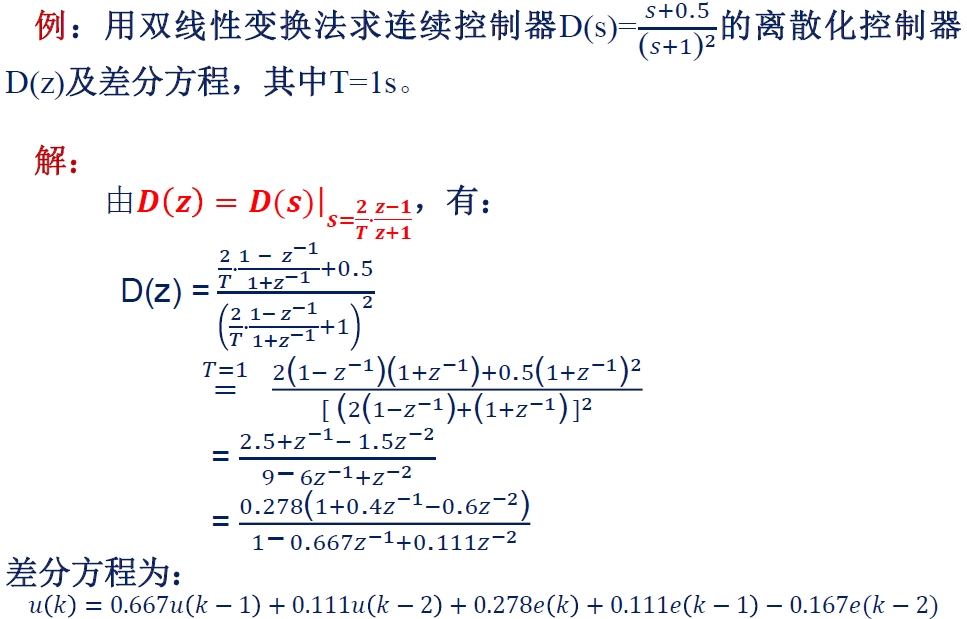 例：用双线性变换法求连续控制器D(s)=\frac{s+0.5}{(s+1)^2}的离散化控制器
D(z)及差分方程，其中T=1s。
解：
由D(z) = D(s)|_{s=\frac{2}{T}\cdot\frac{z-1}{z+1}}，有：
D(z) = \frac{\frac{2}{T}\cdot\frac{1-z^{-1}}{1+z^{-1}}+0.5}{\left(\frac{2}{T}\cdot\frac{1-z^{-1}}{1+z^{-1}}+1\right)^2}
\overset{T=1}{=} \frac{2(1-z^{-1})(1+z^{-1})+0.5(1+z^{-1})^2}{[(2(1-z^{-1})+(1+z^{-1})]^2}
= \frac{2.5+z^{-1}-1.5z^{-2}}{9-6z^{-1}+z^{-2}}
= \frac{0.278(1+0.4z^{-1}-0.6z^{-2})}{1-0.667z^{-1}+0.111z^{-2}}
差分方程为：
u(k) = 0.667u(k-1) + 0.111u(k-2) + 0.278e(k) + 0.111e(k-1) - 0.167e(k-2)